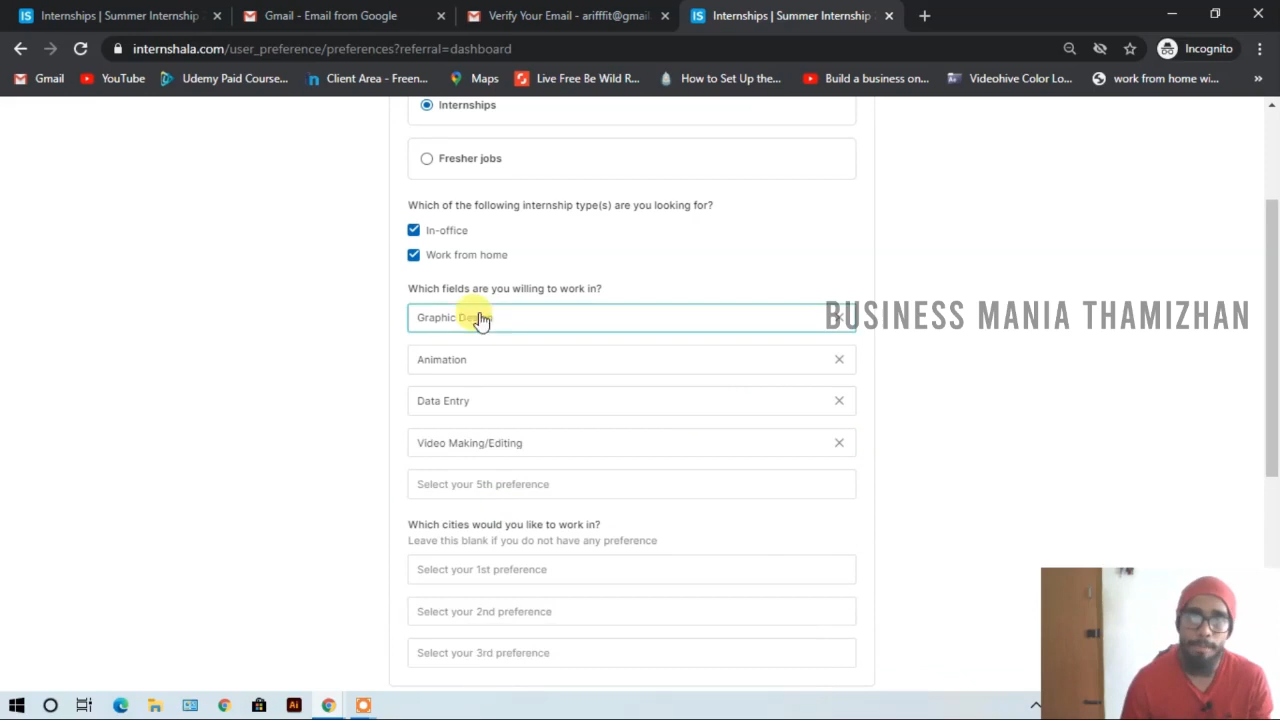 Internships | Summer Internship
Gmail - Email from Google
Verify Your Email - arifffit@gmail
Internships | Summer Internship
internshala.com/user_preference/preferences?referral=dashboard
Incognito
Gmail
YouTube
Udemy Paid Course...
Client Area - Freen...
Maps
Live Free Be Wild R...
How to Set Up the...
Build a business on...
Videohive Color Lo...
work from home wi...
Internships
Fresher jobs
Which of the following internship type(s) are you looking for?
In-office
Work from home
Which fields are you willing to work in?
Graphic Design
BUSINESS MANIA THAMIZHAN
Animation
Data Entry
Video Making/Editing
Select your 5th preference
Which cities would you like to work in?
Leave this blank if you do not have any preference
Select your 1st preference
Select your 2nd preference
Select your 3rd preference